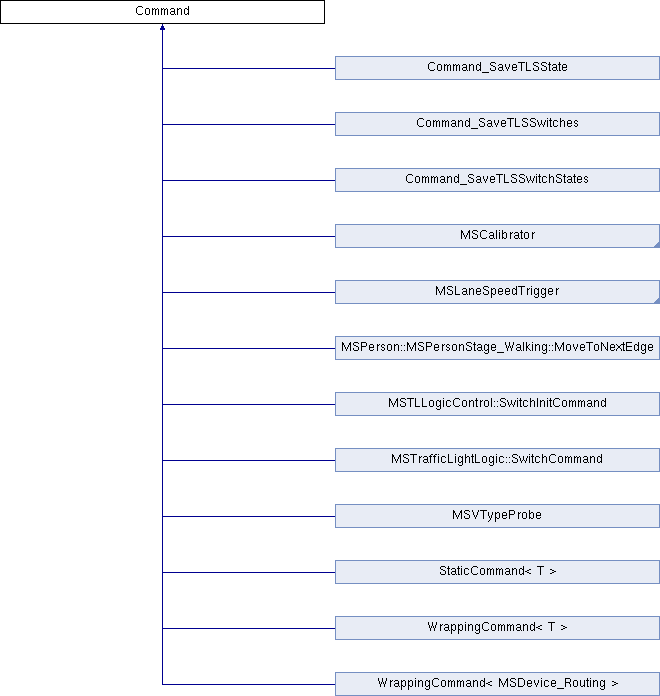 Command
Command_SaveTLSState
Command_SaveTLSSwitches
Command_SaveTLSSwitchStates
MSCalibrator
MSLaneSpeedTrigger
MSPerson::MSPersonStage_Walking::MoveToNextEdge
MSTLLogicControl::SwitchInitCommand
MSTrafficLightLogic::SwitchCommand
MSVTypeProbe
StaticCommand< T >
WrappingCommand< T >
WrappingCommand< MSDevice_Routing >